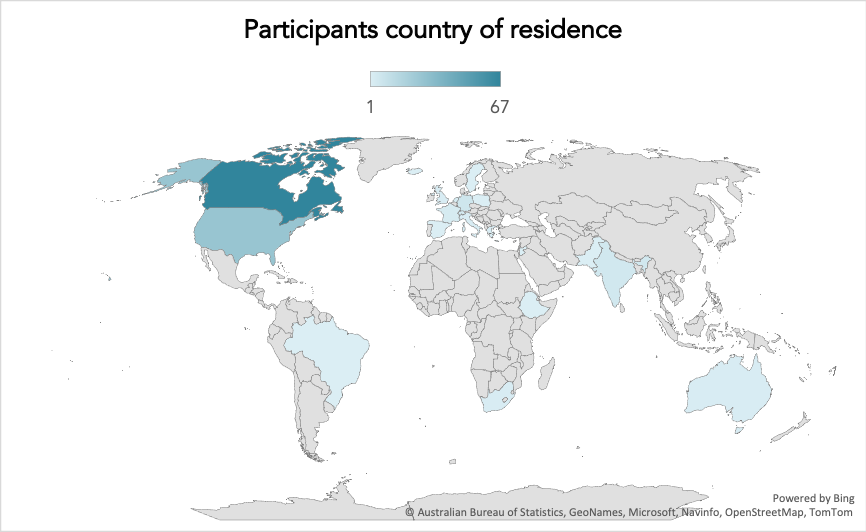 Participants country of residence
1 67
Powered by Bing
© Australian Bureau of Statistics, GeoNames, Microsoft, Navinfo, OpenStreetMap, TomTom